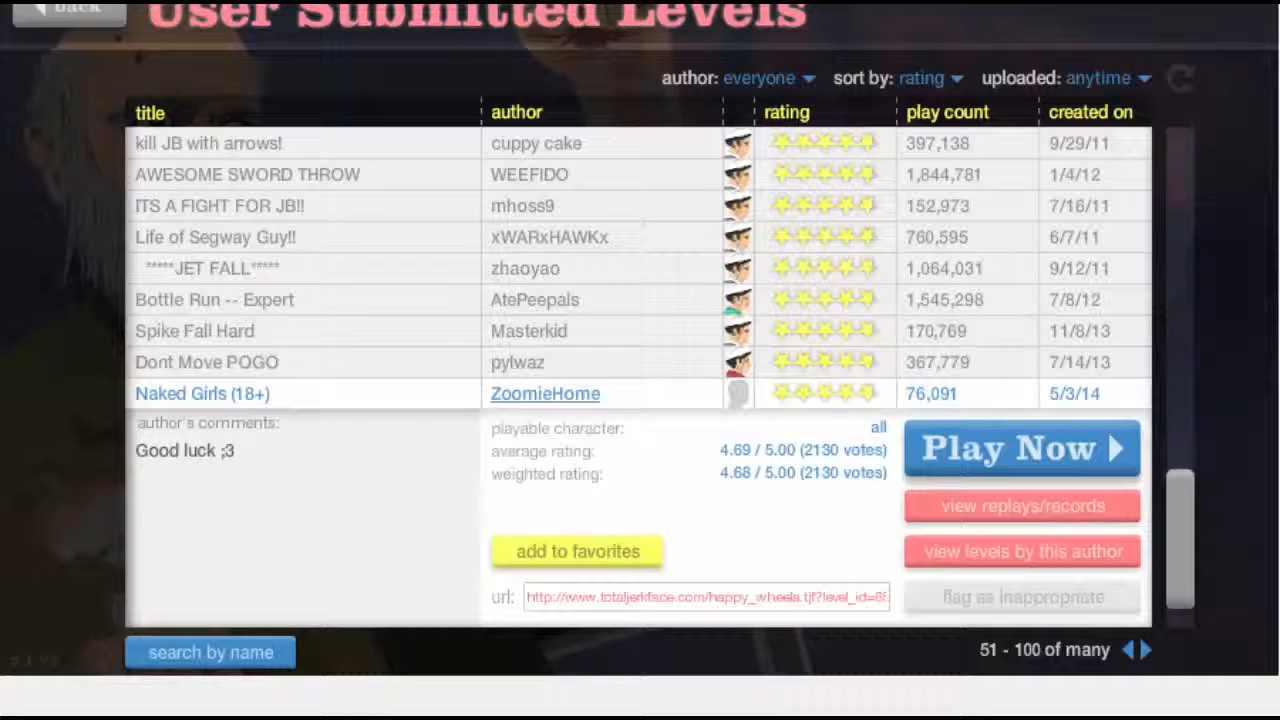 back
User Submitted Levels
author: everyone sort by: rating uploaded: anytime
title author rating play count created on
kill JB with arrows! cuppy cake 397,138 9/29/11
AWESOME SWORD THROW WEEFIDO 1,844,781 1/4/12
ITS A FIGHT FOR JB!! mhoss9 152,973 7/16/11
Life of Segway Guy!! xWARxHAWKx 760,595 6/7/11
*****JET FALL***** zhaoyao 1,064,031 9/12/11
Bottle Run -- Expert AtePeepals 1,545,298 7/8/12
Spike Fall Hard Masterkid 170,769 11/8/13
Dont Move POGO pylwaz 367,779 7/14/13
Naked Girls (18+) ZoomieHome 76,091 5/3/14
author's comments:
Good luck ;3
playable character: all
average rating: 4.69 / 5.00 (2130 votes)
weighted rating: 4.68 / 5.00 (2130 votes)
Play Now
view replays/records
add to favorites
view levels by this author
url: http://www.totaljerkface.com/happy_wheels.tjf?level_id=6
flag as inappropriate
search by name
51 - 100 of many